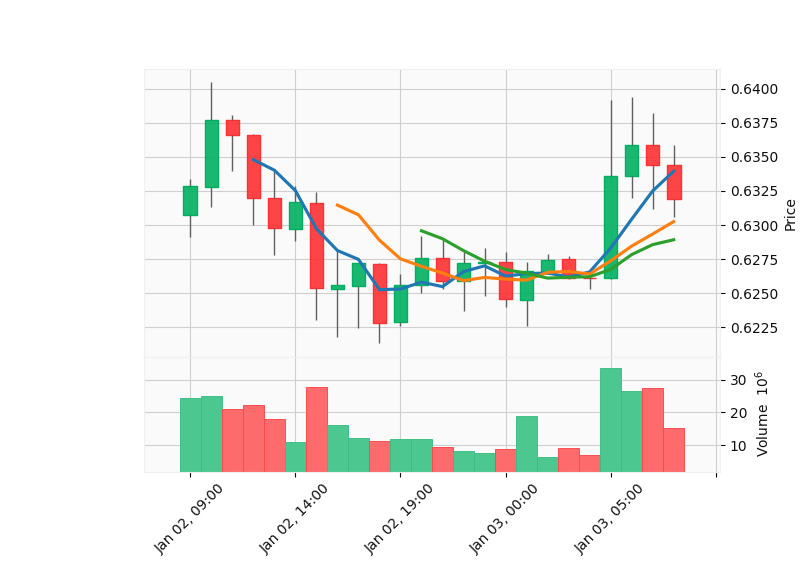 0.6400
0.6375
0.6350
0.6325
0.6300
0.6275
0.6250
0.6225
Price
30
20
10
Volume 10^6
Jan 02, 09:00
Jan 02, 14:00
Jan 02, 19:00
Jan 03, 00:00
Jan 03, 05:00